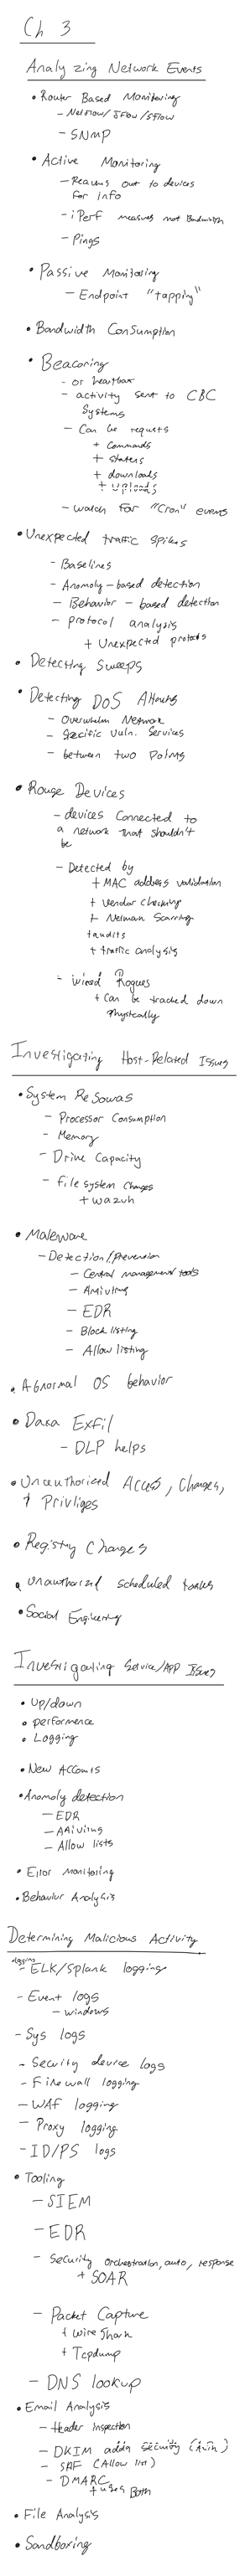 Ch 3
Analyzing Network Events
• Router Based Monitoring
- Netflow/JFlow/sflow
- SNMP
• Active Monitoring
- Reaches out to devices
for info
- iPerf measures not Bandwidth
- Pings
• Passive Monitoring
- Endpoint "tapping"
• Bandwidth Consumption
• Beaconing
- or heartbeat
- activity sent to C&C
Systems
- Can be requests
+ Commands
+ states
+ downloads
+ uploads
- watch for "Cron" events
• Unexpected traffic spikes
- Baselines
- Anomoly-based detection
- Behavior-based detection
- protocol analysis
+ Unexpected protocols
• Detecting Sweeps
• Detecting DOS Attacks
- Overwhelm Network
- Specific Vuln. Services
- between two points
• Rouge Devices
- devices Connected to
a network that shouldn't
be
- Detected by
+ MAC address validation
+ vendor checking
+ Network Scanning
+ audits
+ traffic analysis
- wired Rogues
+ Can be tracked down
physically
Investigating Host-Related Issues
• System Resources
- Processor Consumption
- Memory
- Drive Capacity
- File system Changes
+ wazuh
• Maleware
- Detection/Prevension
- Central management tools
- Antivirus
- EDR
- Block listing
- Allow listing
• Abnormal OS behavior
• Data Exfil
- DLP helps
• Unauthorized Access, Changes,
+ Privliges
• Registry Changes
• Unauthorized scheduled tasks
• Social Engineering
Investigating Service/APP Issues
• Up/down
• performence
• Logging
• New Accounts
• Anomoly detection
- EDR
- Antivirus
- Allow lists
• Error Monitoring
• Behavior Analysis
Determining Malicious Activity
logging
- ELK/Splunk logging
- Event logs
- windows
- Sys logs
- Security device logs
- Firewall logging
- WAF logging
- Proxy logging
- ID/PS logs
• Tooling
- SIEM
- EDR
- Security Orchestration, auto, response
+ SOAR
- Packet Capture
+ Wire Shark
+ Tcpdump
- DNS lookup
• Email Analysis
- Header Inspection
- DKIM adds security (Auth)
- SPF (Allow list)
- DMARC
+ uses Both
• File Analysis
• Sandboxing